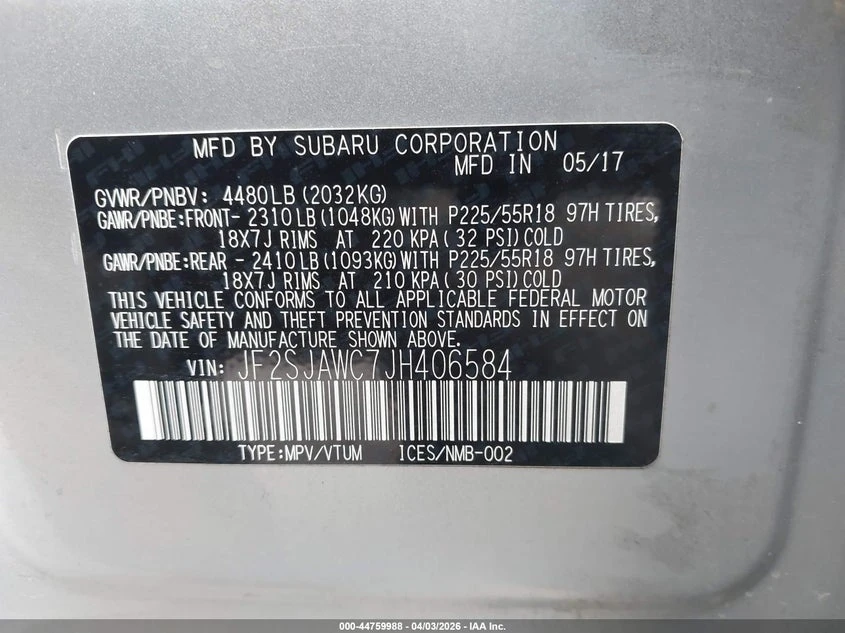 MFD BY SUBARU CORPORATION
MFD IN 05/17
GVWR/PNBV: 4480LB (2032KG)
GAWR/PNBE:FRONT- 2310LB (1048KG) WITH P225/55R18 97H TIRES,
18X7J RIMS AT 220 KPA ( 32 PSI) COLD
GAWR/PNBE:REAR - 2410LB (1093KG) WITH P225/55R18 97H TIRES,
18X7J RIMS AT 210 KPA ( 30 PSI) COLD
THIS VEHICLE CONFORMS TO ALL APPLICABLE FEDERAL MOTOR
VEHICLE SAFETY AND THEFT PREVENTION STANDARDS IN EFFECT ON
THE DATE OF MANUFACTURE SHOWN ABOVE.
VIN: JF2SJAWC7JH406584
TYPE:MPV/VTUM ICES/NMB-002
000-44759988 04/03/2026 IAA Inc.